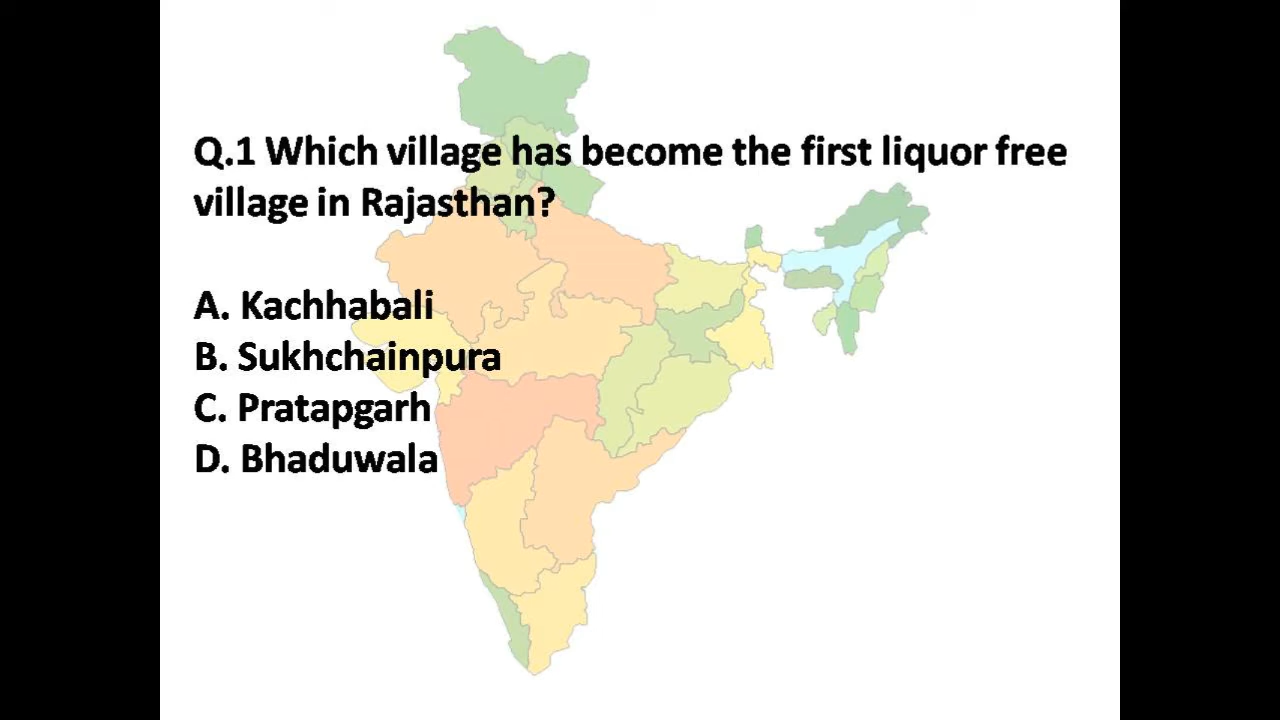 Q.1 Which village has become the first liquor free
village in Rajasthan?
A. Kachhabali
B. Sukhchainpura
C. Pratapgarh
D. Bhaduwala